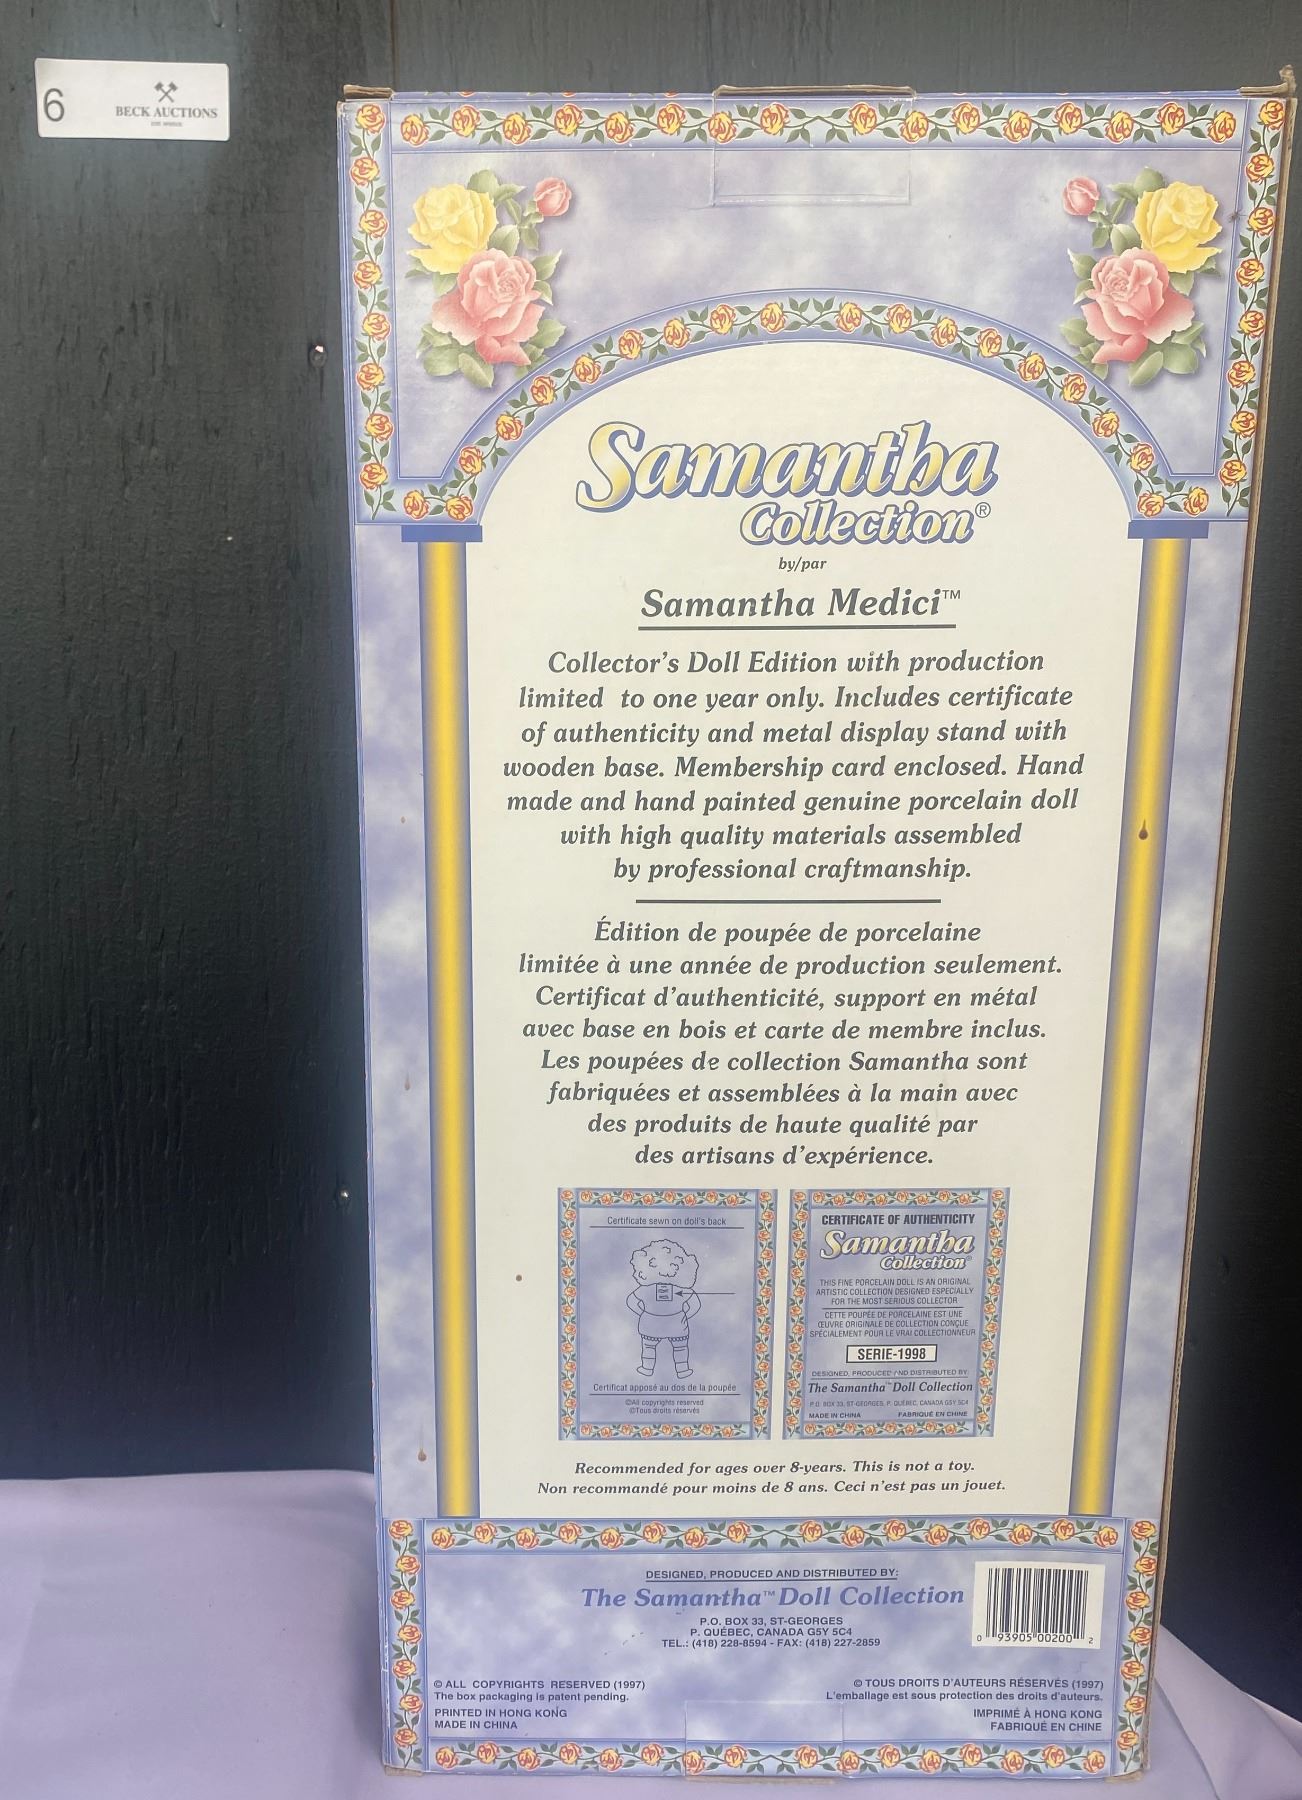 6
BECK AUCTIONS
Samantha
Collection®
by/par
Samantha Medici™
Collector's Doll Edition with production
limited to one year only. Includes certificate
of authenticity and metal display stand with
wooden base. Membership card enclosed. Hand
made and hand painted genuine porcelain doll
with high quality materials assembled
by professional craftmanship.
Édition de poupée de porcelaine
limitée à une année de production seulement.
Certificat d'authenticité, support en métal
avec base en bois et carte de membre inclus.
Les poupées de collection Samantha sont
fabriquées et assemblées à la main avec
des produits de haute qualité par
des artisans d'expérience.
Certificate sewn on doll's back
Certificat apposé au dos de la poupée
©All copyrights reserved
©Tous droits réservés
CERTIFICATE OF AUTHENTICITY
Samantha
Collection®
THIS FINE PORCELAIN DOLL IS AN ORIGINAL
ARTISTIC COLLECTION DESIGNED ESPECIALLY
FOR THE MOST SERIOUS COLLECTOR
CETTE POUPÉE DE PORCELAINE EST UNE
ŒUVRE ORIGINALE DE COLLECTION CONÇUE
SPÉCIALEMENT POUR LE VRAI COLLECTIONNEUR
SERIE-1998
DESIGNED, PRODUCED AND DISTRIBUTED BY:
The Samantha™ Doll Collection
P.O. BOX 33, ST-GEORGES, P. QUÉBEC, CANADA G5Y 5C4
MADE IN CHINA FABRIQUÉ EN CHINE
Recommended for ages over 8-years. This is not a toy.
Non recommandé pour moins de 8 ans. Ceci n'est pas un jouet.
DESIGNED, PRODUCED AND DISTRIBUTED BY:
The Samantha™ Doll Collection
P.O. BOX 33, ST-GEORGES
P. QUÉBEC, CANADA G5Y 5C4
TEL.: (418) 228-8594 - FAX: (418) 227-2859
0 93905 00200 2
© ALL COPYRIGHTS RESERVED (1997)
The box packaging is patent pending.
PRINTED IN HONG KONG
MADE IN CHINA
© TOUS DROITS D'AUTEURS RÉSERVÉS (1997)
L'emballage est sous protection des droits d'auteurs.
IMPRIMÉ À HONG KONG
FABRIQUÉ EN CHINE